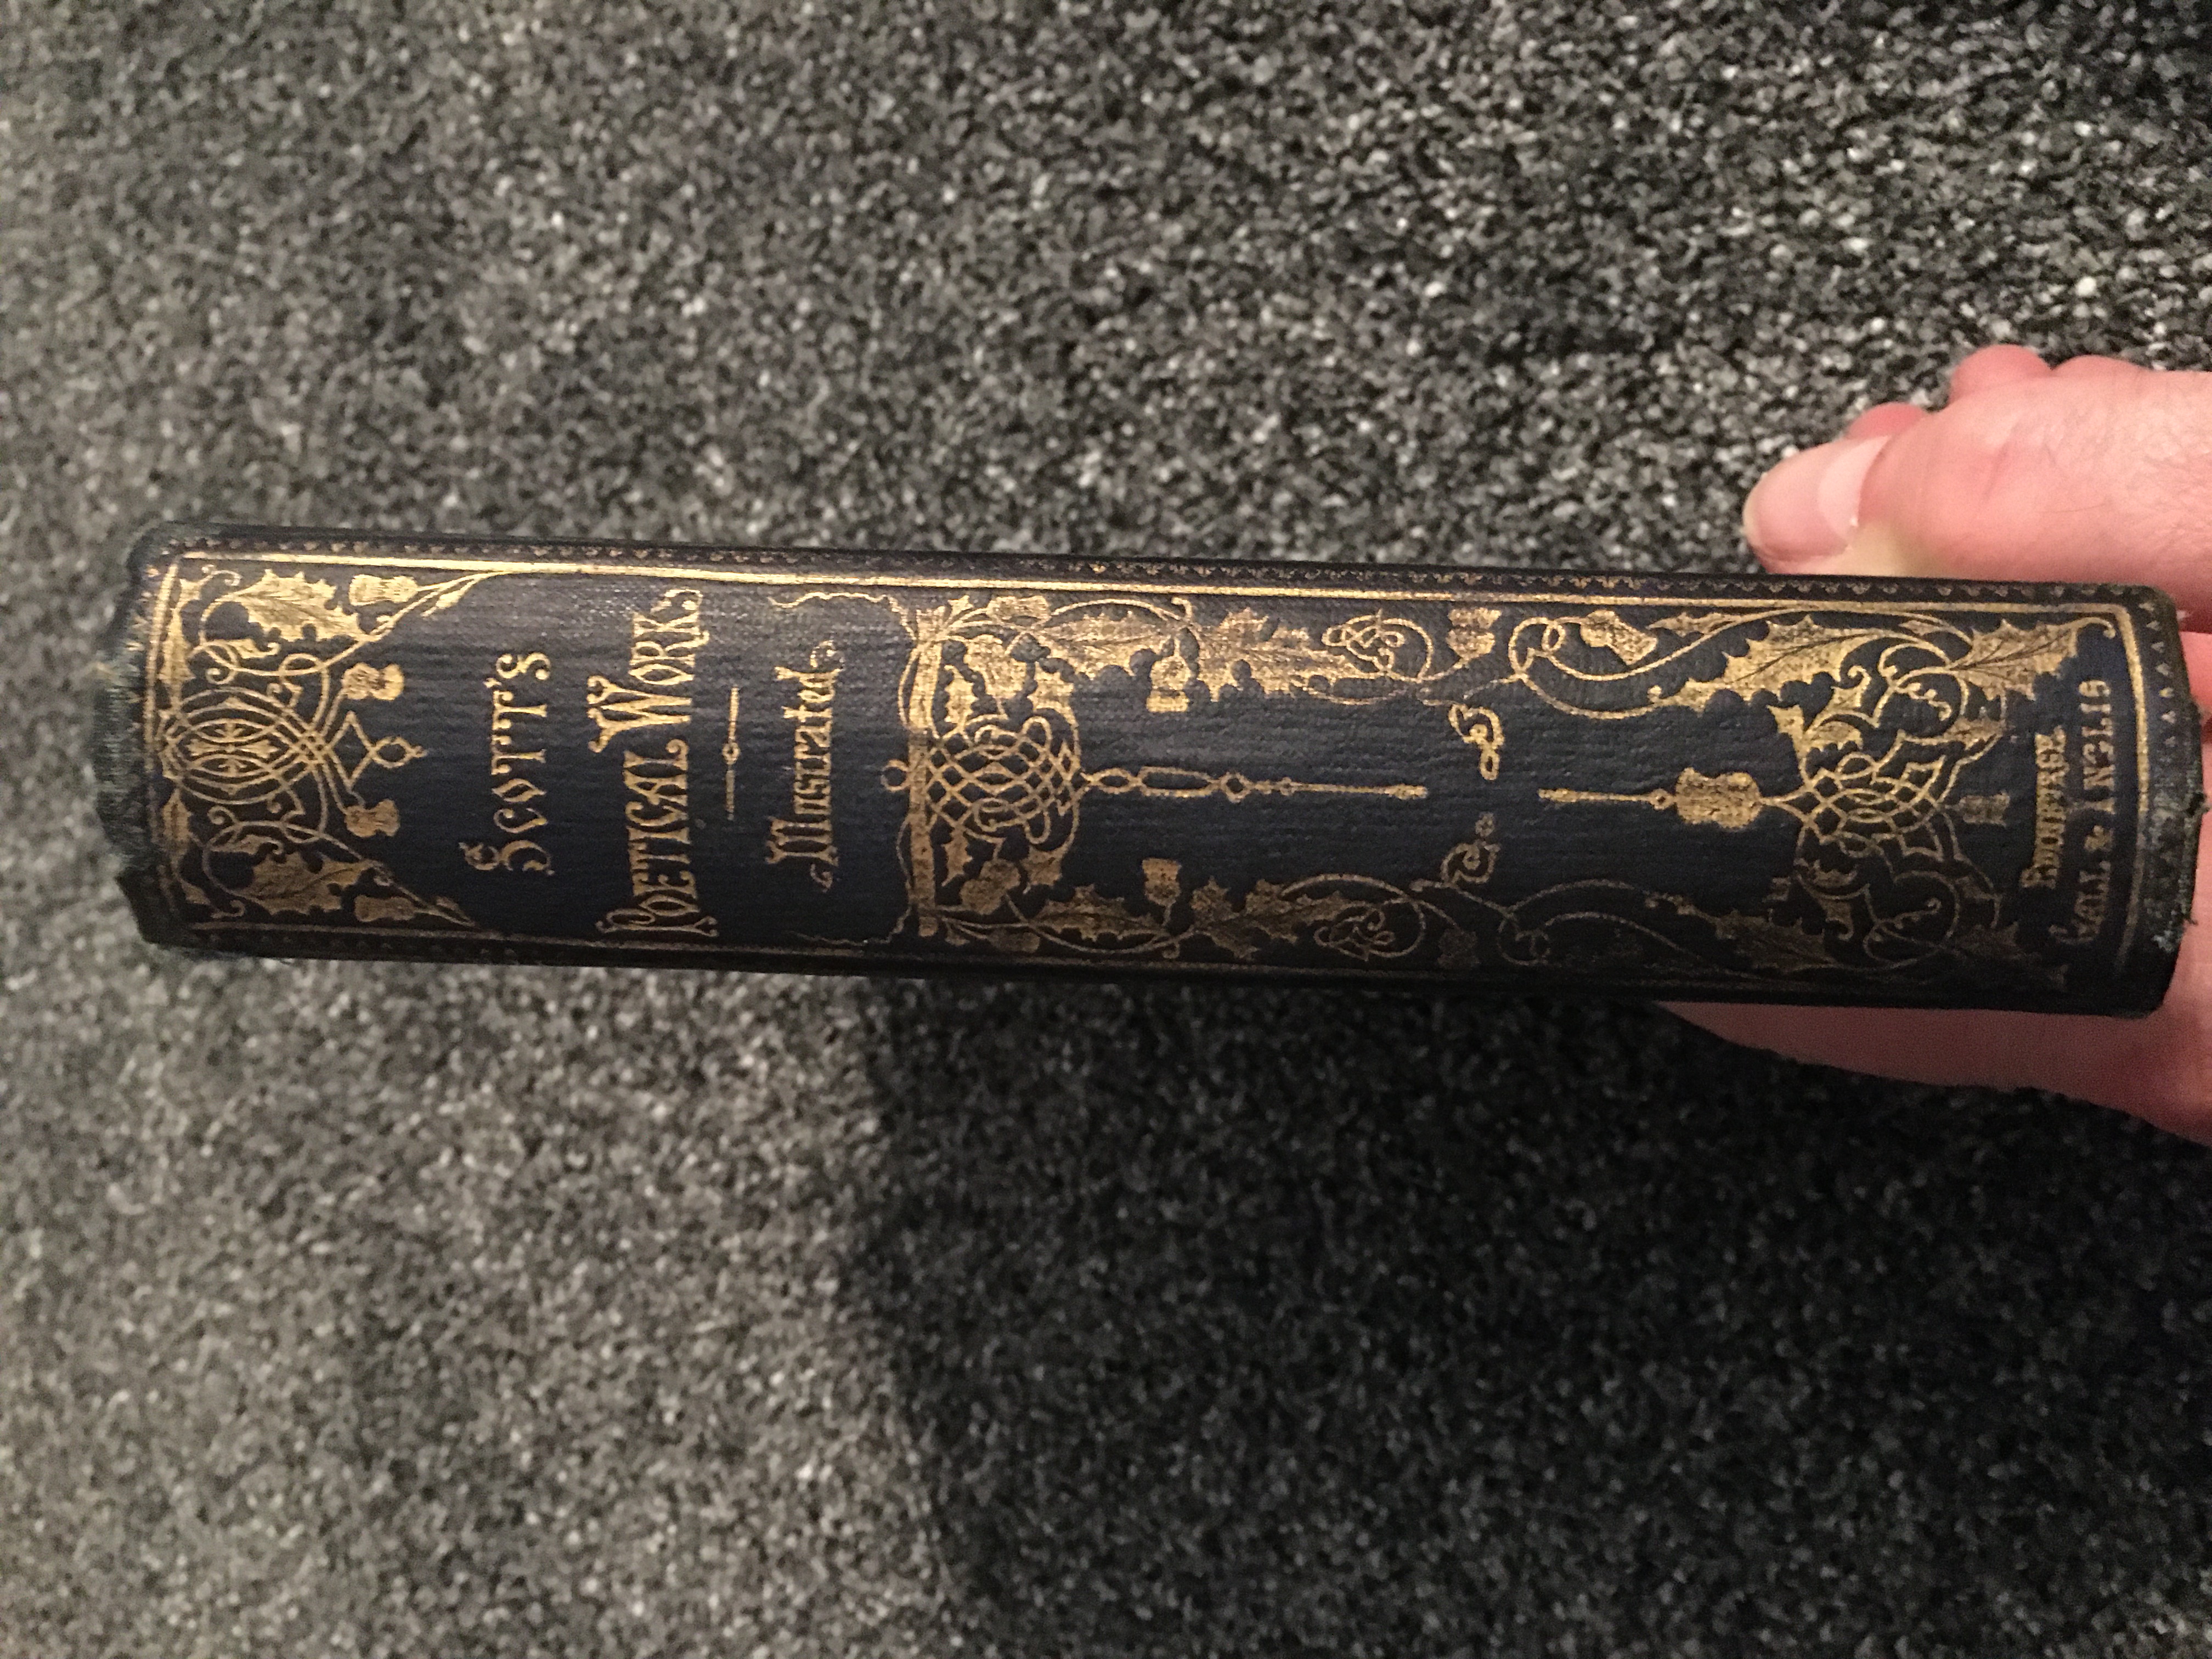 SCOTT'S
POETICAL WORKS
Illustrated
EDINBURGH
GALL & INGLIS